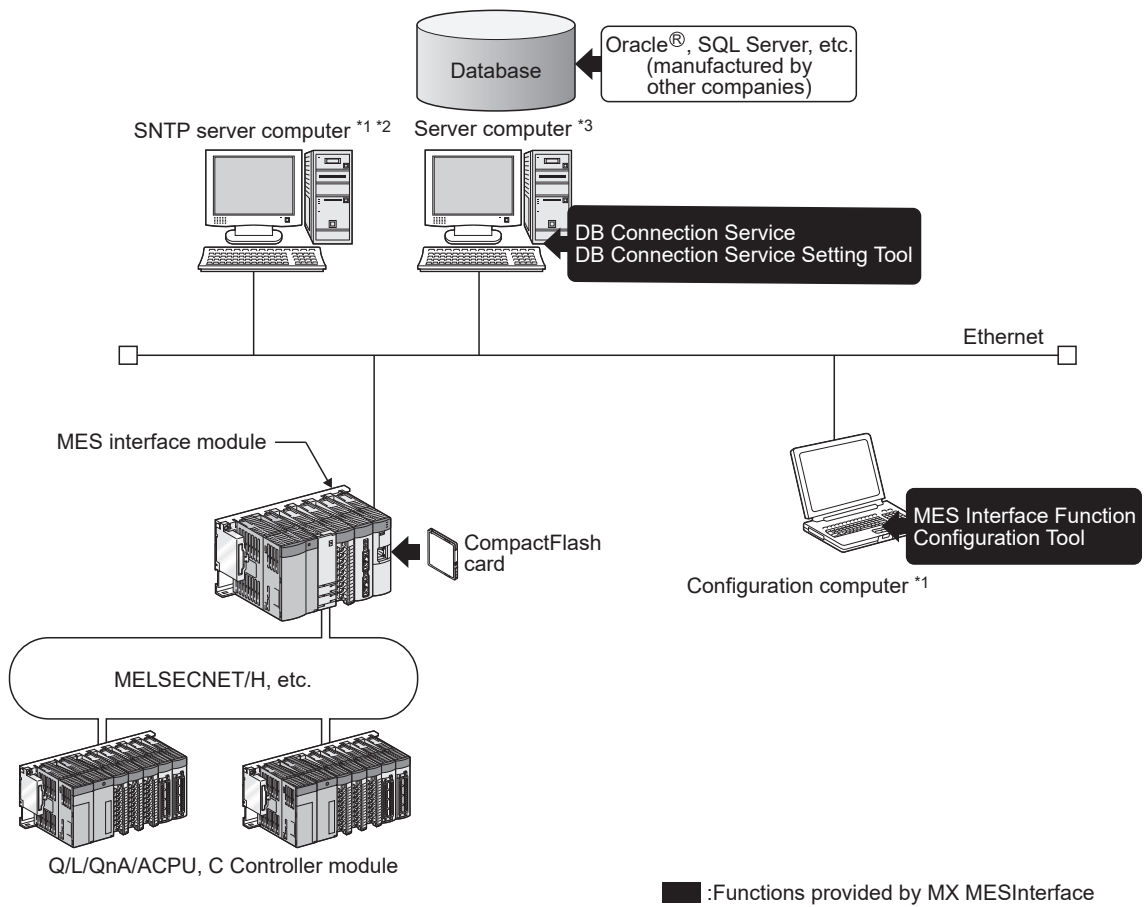 Oracle®, SQL Server, etc.
(manufactured by
other companies)
Database
SNTP server computer *1 *2
Server computer *3
DB Connection Service
DB Connection Service Setting Tool
Ethernet
MES interface module
CompactFlash
card
MES Interface Function
Configuration Tool
Configuration computer *1
MELSECNET/H, etc.
Q/L/QnA/ACPU, C Controller module
:Functions provided by MX MESInterface